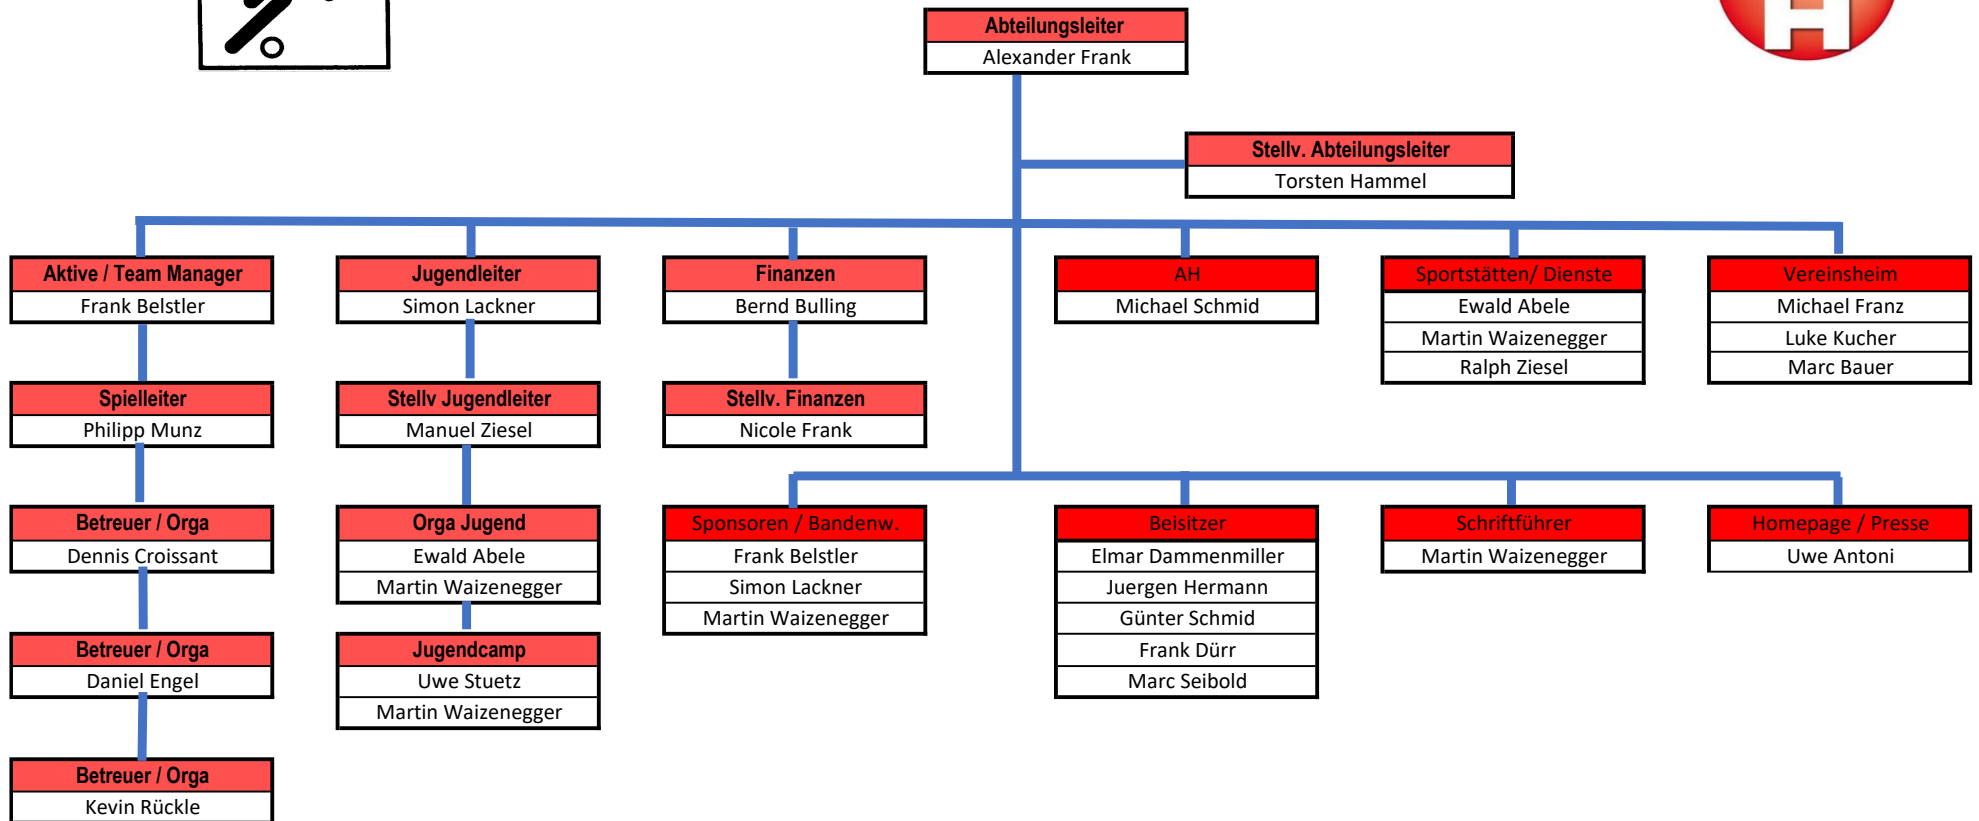 H
Abteilungsleiter
Alexander Frank
Stellv. Abteilungsleiter
Torsten Hammel
Aktive / Team Manager
Frank Belstler
Jugendleiter
Simon Lackner
Finanzen
Bernd Bulling
AH
Michael Schmid
Sportstätten/ Dienste
Ewald Abele
Martin Waizenegger
Ralph Ziesel
Vereinsheim
Michael Franz
Luke Kucher
Marc Bauer
Spielleiter
Philipp Munz
Stellv Jugendleiter
Manuel Ziesel
Stellv. Finanzen
Nicole Frank
Betreuer / Orga
Dennis Croissant
Orga Jugend
Ewald Abele
Martin Waizenegger
Sponsoren / Bandenw.
Frank Belstler
Simon Lackner
Martin Waizenegger
Beisitzer
Elmar Dammenmiller
Juergen Hermann
Günter Schmid
Frank Dürr
Marc Seibold
Schriftführer
Martin Waizenegger
Homepage / Presse
Uwe Antoni
Betreuer / Orga
Daniel Engel
Jugendcamp
Uwe Stuetz
Martin Waizenegger
Betreuer / Orga
Kevin Rückle